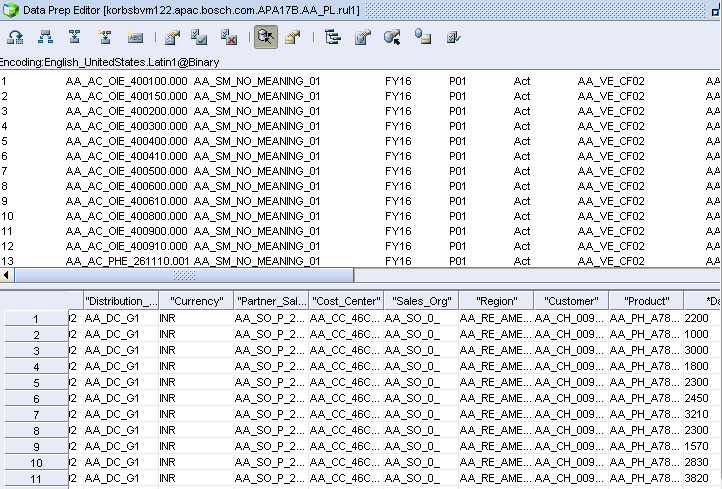 Data Prep Editor [korbsbvm122.apac.bosch.com.APA17B.AA_PL.rul1]
Encoding:English_UnitedStates.Latin1@Binary
1 AA_AC_OIE_400100.000 AA_SM_NO_MEANING_01 FY16 P01 Act AA_VE_CF02 AA
2 AA_AC_OIE_400150.000 AA_SM_NO_MEANING_01 FY16 P01 Act AA_VE_CF02 AA
3 AA_AC_OIE_400200.000 AA_SM_NO_MEANING_01 FY16 P01 Act AA_VE_CF02 AA
4 AA_AC_OIE_400300.000 AA_SM_NO_MEANING_01 FY16 P01 Act AA_VE_CF02 AA
5 AA_AC_OIE_400400.000 AA_SM_NO_MEANING_01 FY16 P01 Act AA_VE_CF02 AA
6 AA_AC_OIE_400410.000 AA_SM_NO_MEANING_01 FY16 P01 Act AA_VE_CF02 AA
7 AA_AC_OIE_400500.000 AA_SM_NO_MEANING_01 FY16 P01 Act AA_VE_CF02 AA
8 AA_AC_OIE_400600.000 AA_SM_NO_MEANING_01 FY16 P01 Act AA_VE_CF02 AA
9 AA_AC_OIE_400610.000 AA_SM_NO_MEANING_01 FY16 P01 Act AA_VE_CF02 AA
10 AA_AC_OIE_400800.000 AA_SM_NO_MEANING_01 FY16 P01 Act AA_VE_CF02 AA
11 AA_AC_OIE_400900.000 AA_SM_NO_MEANING_01 FY16 P01 Act AA_VE_CF02 AA
12 AA_AC_OIE_400910.000 AA_SM_NO_MEANING_01 FY16 P01 Act AA_VE_CF02 AA
13 AA_AC_PHE_261110.001 AA_SM_NO_MEANING_01 FY16 P01 Act AA_VE_CF02 AA
"Distribution_... "Currency" "Partner_Sal... "Cost_Center" "Sales_Org" "Region" "Customer" "Product" *Da
1 02 AA_DC_G1 INR AA_SO_P_2... AA_CC_46C... AA_SO_0_ AA_RE_AME... AA_CH_009... AA_PH_A78... 2200
2 02 AA_DC_G1 INR AA_SO_P_2... AA_CC_46C... AA_SO_0_ AA_RE_AME... AA_CH_009... AA_PH_A78... 1000
3 02 AA_DC_G1 INR AA_SO_P_2... AA_CC_46C... AA_SO_0_ AA_RE_AME... AA_CH_009... AA_PH_A78... 3000
4 02 AA_DC_G1 INR AA_SO_P_2... AA_CC_46C... AA_SO_0_ AA_RE_AME... AA_CH_009... AA_PH_A78... 1800
5 02 AA_DC_G1 INR AA_SO_P_2... AA_CC_46C... AA_SO_0_ AA_RE_AME... AA_CH_009... AA_PH_A78... 2300
6 02 AA_DC_G1 INR AA_SO_P_2... AA_CC_46C... AA_SO_0_ AA_RE_AME... AA_CH_009... AA_PH_A78... 2450
7 02 AA_DC_G1 INR AA_SO_P_2... AA_CC_46C... AA_SO_0_ AA_RE_AME... AA_CH_009... AA_PH_A78... 3210
8 02 AA_DC_G1 INR AA_SO_P_2... AA_CC_46C... AA_SO_0_ AA_RE_AME... AA_CH_009... AA_PH_A78... 2300
9 02 AA_DC_G1 INR AA_SO_P_2... AA_CC_46C... AA_SO_0_ AA_RE_AME... AA_CH_009... AA_PH_A78... 1570
10 02 AA_DC_G1 INR AA_SO_P_2... AA_CC_46C... AA_SO_0_ AA_RE_AME... AA_CH_009... AA_PH_A78... 2830
11 02 AA_DC_G1 INR AA_SO_P_2... AA_CC_46C... AA_SO_0_ AA_RE_AME... AA_CH_009... AA_PH_A78... 3820